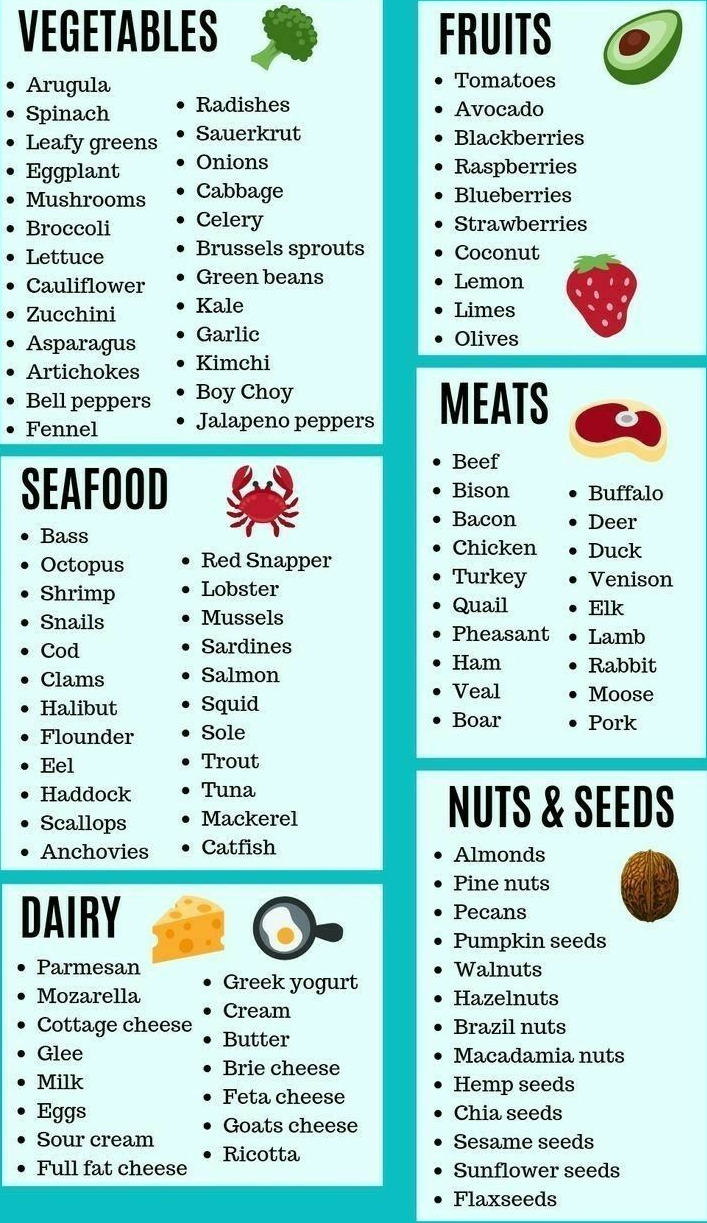 VEGETABLES
Arugula
Spinach
Leafy greens
Eggplant
Mushrooms
Broccoli
Lettuce
Cauliflower
Zucchini
Asparagus
Artichokes
Bell peppers
Fennel
Radishes
Sauerkrut
Onions
Cabbage
Celery
Brussels sprouts
Green beans
Kale
Garlic
Kimchi
Boy Choy
Jalapeno peppers
FRUITS
Tomatoes
Avocado
Blackberries
Raspberries
Blueberries
Strawberries
Coconut
Lemon
Limes
Olives
SEAFOOD
Bass
Octopus
Shrimp
Snails
Cod
Clams
Halibut
Flounder
Eel
Haddock
Scallops
Anchovies
Red Snapper
Lobster
Mussels
Sardines
Salmon
Squid
Sole
Trout
Tuna
Mackerel
Catfish
MEATS
Beef
Bison
Bacon
Chicken
Turkey
Quail
Pheasant
Ham
Veal
Boar
Buffalo
Deer
Duck
Venison
Elk
Lamb
Rabbit
Moose
Pork
DAIRY
Parmesan
Mozarella
Cottage cheese
Glee
Milk
Eggs
Sour cream
Full fat cheese
Greek yogurt
Cream
Butter
Brie cheese
Feta cheese
Goats cheese
Ricotta
NUTS & SEEDS
Almonds
Pine nuts
Pecans
Pumpkin seeds
Walnuts
Hazelnuts
Brazil nuts
Macadamia nuts
Hemp seeds
Chia seeds
Sesame seeds
Sunflower seeds
Flaxseeds